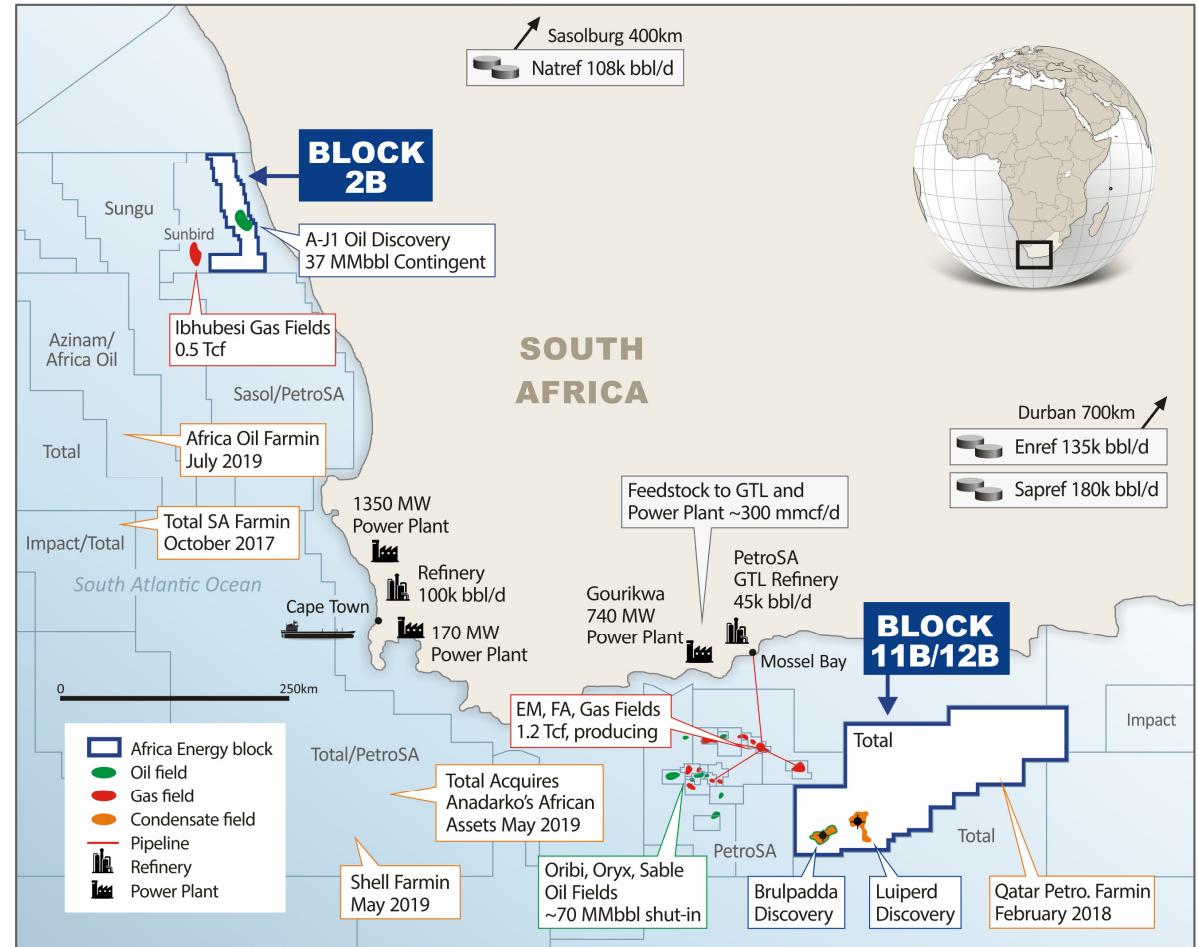 Sasolburg 400km
Natref 108k bbl/d
BLOCK
2B
Sungu
Sunbird
A-J1 Oil Discovery
37 MMbbl Contingent
Ibhubesi Gas Fields
0.5 Tcf
Azinam/
Africa Oil
SOUTH
AFRICA
Sasol/PetroSA
Durban 700km
Enref 135k bbl/d
Sapref 180k bbl/d
Africa Oil Farmin
July 2019
Total
1350 MW
Power Plant
Feedstock to GTL and
Power Plant ~300 mmcf/d
Total SA Farmin
October 2017
Impact/Total
South Atlantic Ocean
Refinery
100k bbl/d
Cape Town
170 MW
Power Plant
Gourikwa
740 MW
Power Plant
PetroSA
GTL Refinery
45k bbl/d
Mossel Bay
BLOCK
11B/12B
0
250km
EM, FA, Gas Fields
1.2 Tcf, producing
Total
Impact
Africa Energy block
Oil field
Gas field
Condensate field
Pipeline
Refinery
Power Plant
Total/PetroSA
Total Acquires
Anadarko's African
Assets May 2019
PetroSA
Total
Shell Farmin
May 2019
Oribi, Oryx, Sable
Oil Fields
~70 MMbbl shut-in
Brulpadda
Discovery
Luiperd
Discovery
Qatar Petro. Farmin
February 2018